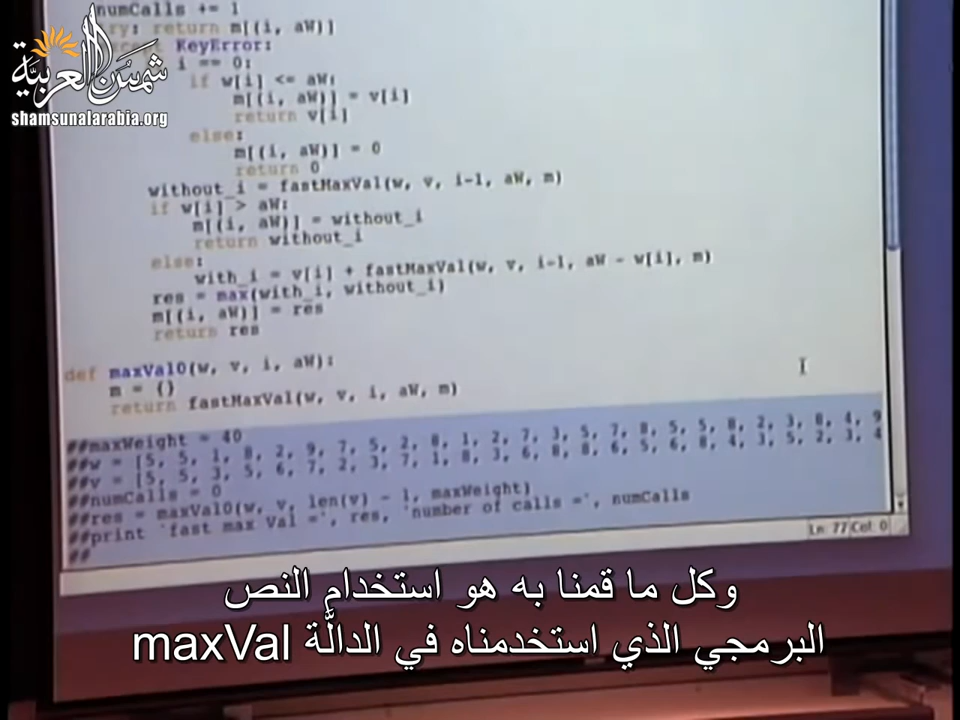 numCalls += 1
try: return m[(i, aW)]
except KeyError:
i == 0:
if w[i] <= aW:
m[(i, aW)] = v[i]
return v[i]
else:
m[(i, aW)] = 0
return 0
without_i = fastMaxVal(w, v, i-1, aW, m)
if w[i] > aW:
m[(i, aW)] = without_i
return without_i
else:
with_i = v[i] + fastMaxVal(w, v, i-1, aW - w[i], m)
res = max(with_i, without_i)
m[(i, aW)] = res
return res
def maxVal0(w, v, i, aW):
m = {}
return fastMaxVal(w, v, i, aW, m)
##maxWeight = 40
##w = [5, 5, 1, 8, 2, 9, 7, 5, 2, 8, 1, 2, 7, 3, 5, 7, 8, 5, 5, 8, 2, 3, 8, 4, 9
##v = [5, 5, 3, 5, 6, 7, 2, 3, 7, 1, 8, 3, 6, 8, 8, 6, 5, 6, 8, 4, 3, 5, 2, 3, 4
##numCalls = 0
##res = maxVal0(w, v, len(v) - 1, maxWeight)
##print 'fast max Val =', res, 'number of calls =', numCalls
##
Ln: 77 Col: 0
شمس العربية
shamsunalarabia.org
وكل ما قمنا به هو استخدام النص
البرمجي الذي استخدمناه في الدالَّة maxVal